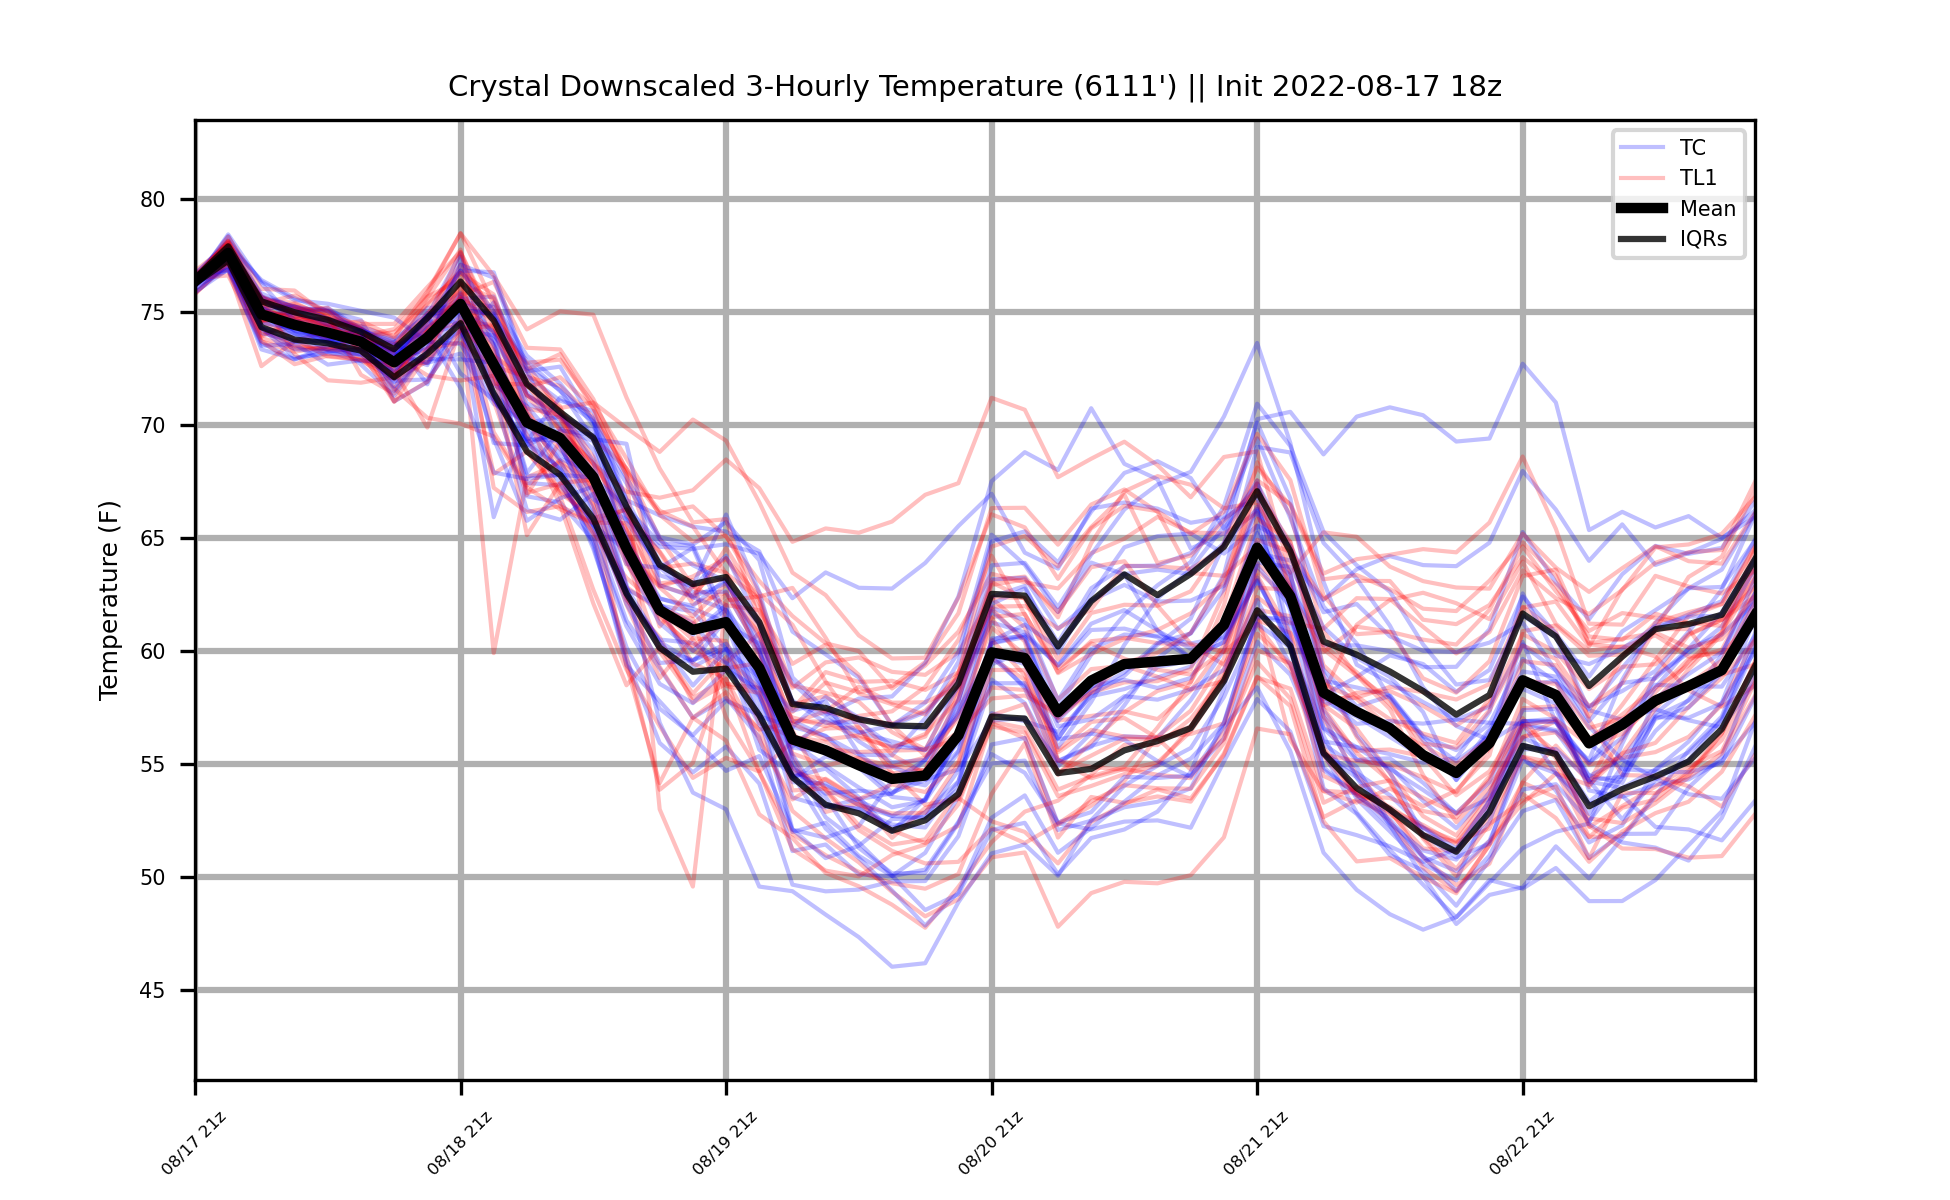 Crystal Downscaled 3-Hourly Temperature (6111') || Init 2022-08-17 18z
TC
TL1
Mean
IQRs
Temperature (F)
80
75
70
65
60
55
50
45
08/17 21z
08/18 21z
08/19 21z
08/20 21z
08/21 21z
08/22 21z